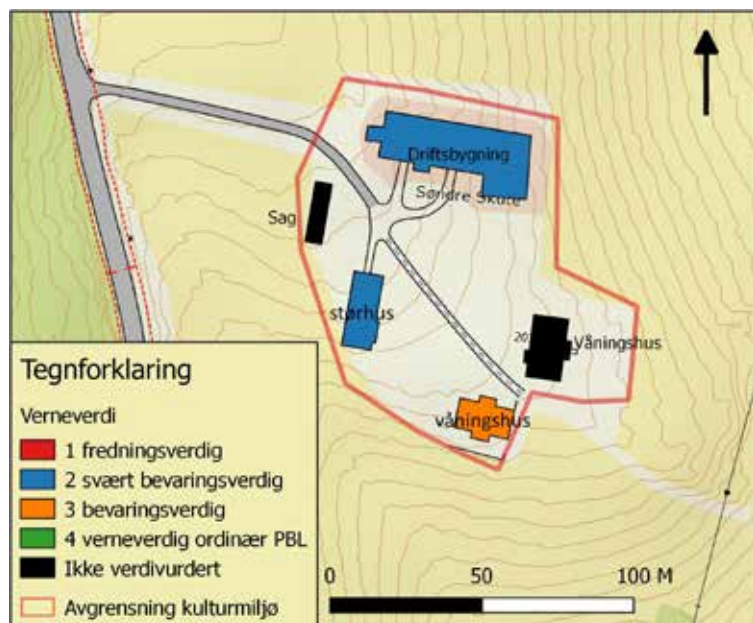 Driftsbygning
Søndre Skute
Sag
størhus
20
Våningshus
våningshus
Tegnforklaring
Verneverdi
1 fredningsverdig
2 svært bevaringsverdig
3 bevaringsverdig
4 verneverdig ordinær PBL
Ikke verdivurdert
Avgrensning kulturmiljø
0 50 100 M